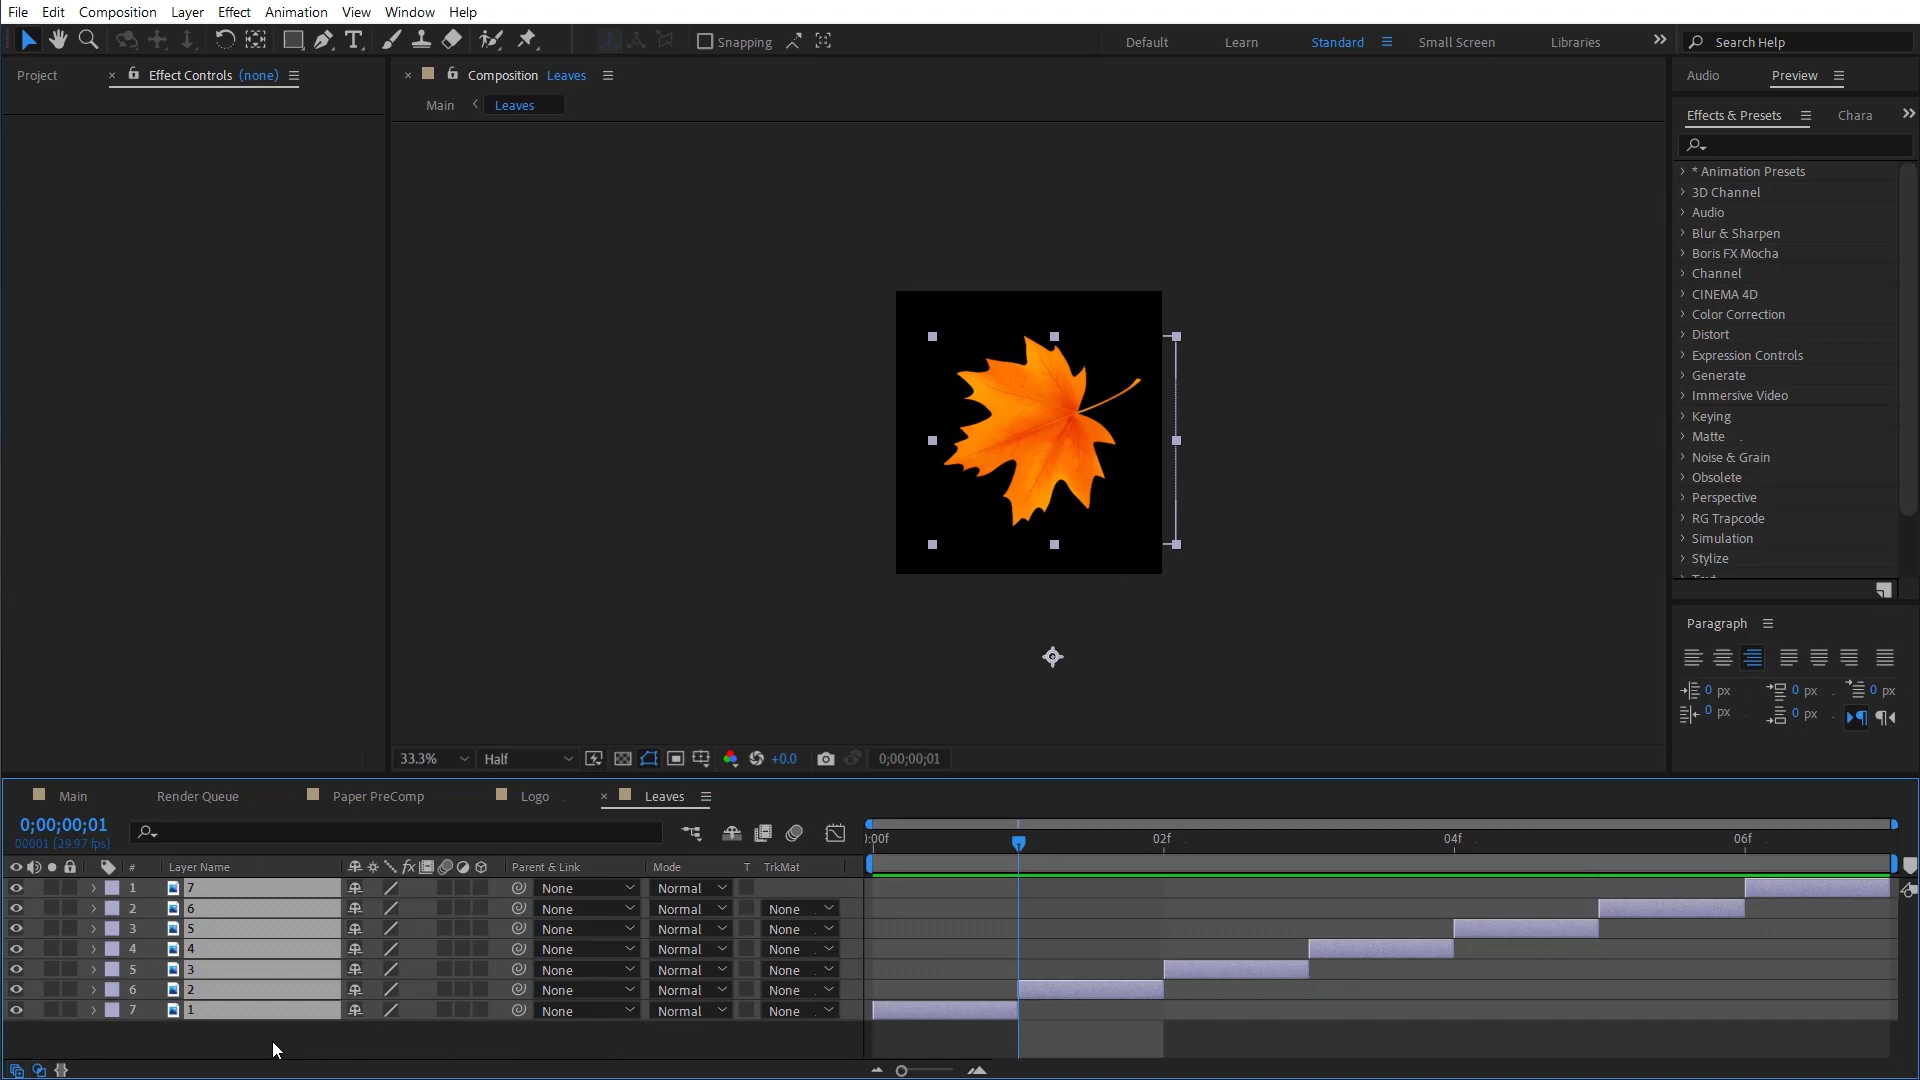 File Edit Composition Layer Effect Animation View Window Help
Snapping Default Learn Standard Small Screen Libraries Search Help
Project Effect Controls (none) Composition Leaves Audio Preview
Main Leaves
Effects & Presets Chara
* Animation Presets
3D Channel
Audio
Blur & Sharpen
Boris FX Mocha
Channel
CINEMA 4D
Color Correction
Distort
Expression Controls
Generate
Immersive Video
Keying
Matte
Noise & Grain
Obsolete
Perspective
RG Trapcode
Simulation
Stylize
Paragraph
0 px 0 px 0 px
0 px 0 px
33.3% Half +0.0 0;00;00;01
Main Render Queue Paper PreComp Logo Leaves
0;00;00;01
00001 (29.97 fps)
:00f 02f 04f 06f
# Layer Name Parent & Link Mode T TrkMat
1 7 None Normal
2 6 None Normal None
3 5 None Normal None
4 4 None Normal None
5 3 None Normal None
6 2 None Normal None
7 1 None Normal None